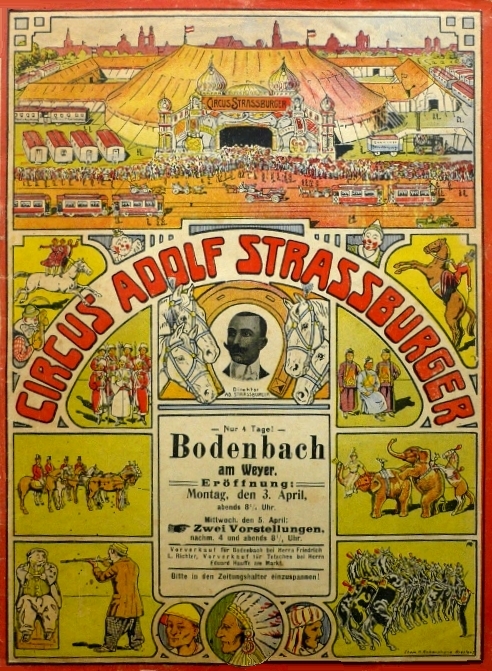 CIRCUS STRASSBURGER
CIRCUS ADOLF STRASSBURGER
Direktor
AD. STRASSBURGER
— Nur 4 Tage! —
Bodenbach
am Weyer.
Eröffnung:
Montag, den 3. April,
abends 8¼ Uhr.
Mittwoch, den 5. April:
☛ Zwei Vorstellungen,
nachm. 4 und abends 8¼ Uhr.
Vorverkauf für Bodenbach bei Herrn Friedrich
L. Richter, Vorverkauf für Tetschen bei Herrn
Eduard Hauffe am Markt.
Bitte in den Zeitungshalter einzuspannen!